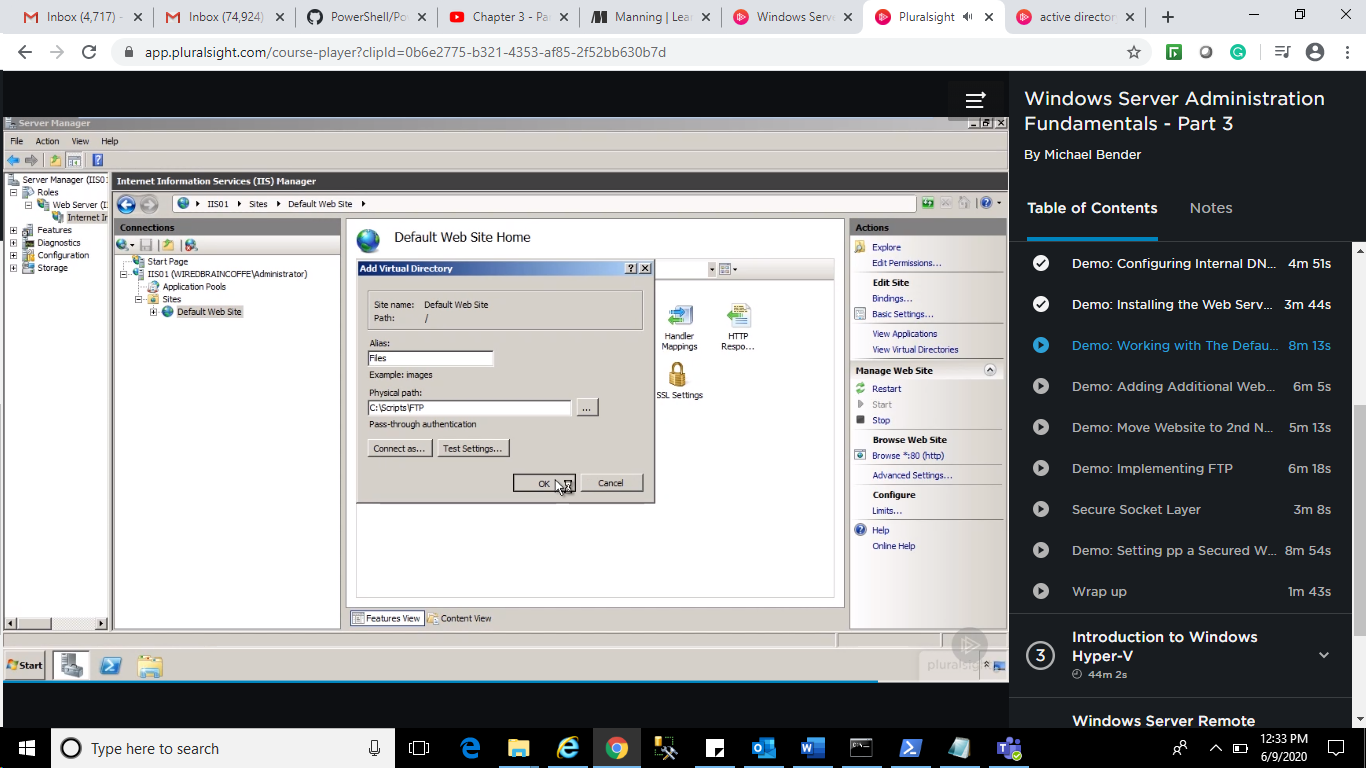 Inbox (4,717) -
Inbox (74,924)
PowerShell/Po
Chapter 3 - Pa
Manning | Lea
Windows Serv
Pluralsight
active director
app.pluralsight.com/course-player?clipId=0b6e2775-b321-4353-af85-2f52bb630b7d
Server Manager
File Action View Help
Server Manager (IIS0
Roles
Web Server (I
Internet Ir
Features
Diagnostics
Configuration
Storage
Internet Information Services (IIS) Manager
IIS01 Sites Default Web Site
Connections
Start Page
IIS01 (VIREDBRAINCOFFE\Administrator)
Application Pools
Sites
Default Web Site
Default Web Site Home
Add Virtual Directory
Site name: Default Web Site
Path: /
Alias:
Files
Example: images
Physical path:
C:\Scripts\FTP
...
Pass-through authentication
Connect as...
Test Settings...
OK
Cancel
Handler
Mappings
HTTP
Respo...
SSL Settings
Features View
Content View
Actions
Explore
Edit Permissions...
Edit Site
Bindings...
Basic Settings...
View Applications
View Virtual Directories
Manage Web Site
Restart
Start
Stop
Browse Web Site
Browse *:80 (http)
Advanced Settings...
Configure
Limits...
Help
Online Help
Start
pluralsig
Windows Server Administration
Fundamentals - Part 3
By Michael Bender
Table of Contents
Notes
Demo: Configuring Internal DN... 4m 51s
Demo: Installing the Web Serv... 3m 44s
Demo: Working with The Defau... 8m 13s
Demo: Adding Additional Web... 6m 5s
Demo: Move Website to 2nd N... 5m 13s
Demo: Implementing FTP 6m 18s
Secure Socket Layer 3m 8s
Demo: Setting pp a Secured W... 8m 54s
Wrap up 1m 43s
3
Introduction to Windows
Hyper-V
44m 2s
Windows Server Remote
Type here to search
12:33 PM
6/9/2020